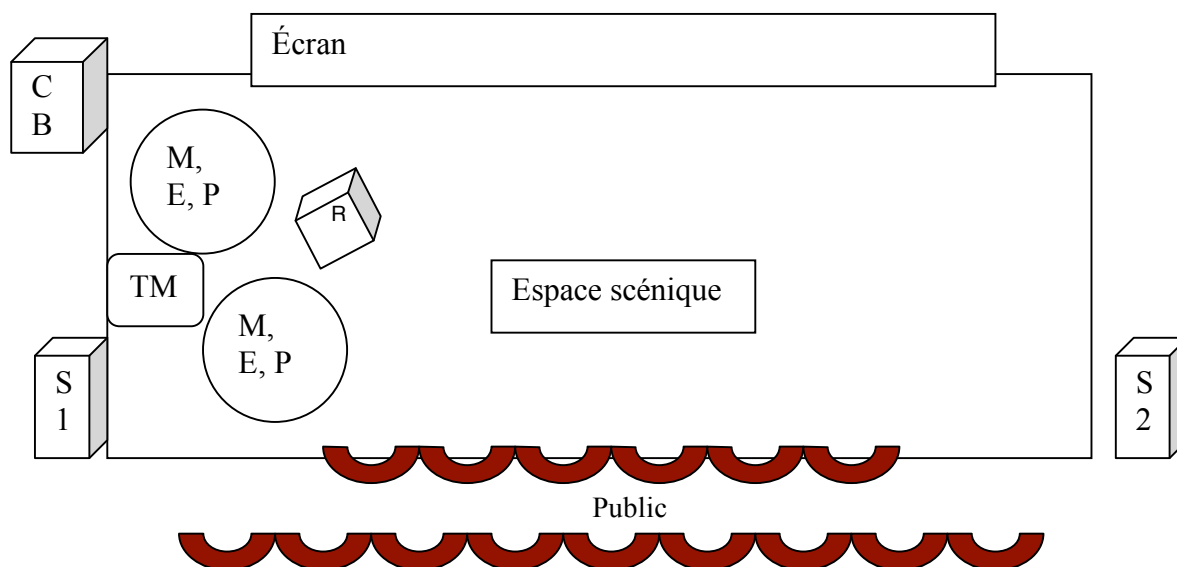 Écran
C
B
M,
E, P
R
TM
Espace scénique
M,
E, P
S
1
S
2
Public